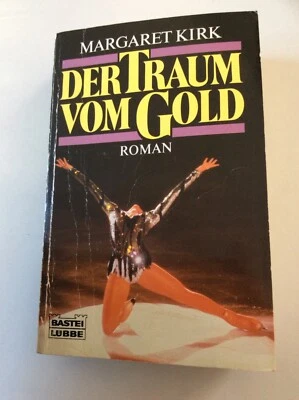 MARGARET KIRK
DER TRAUM
VOM GOLD
ROMAN
BASTEI
LÜBBE